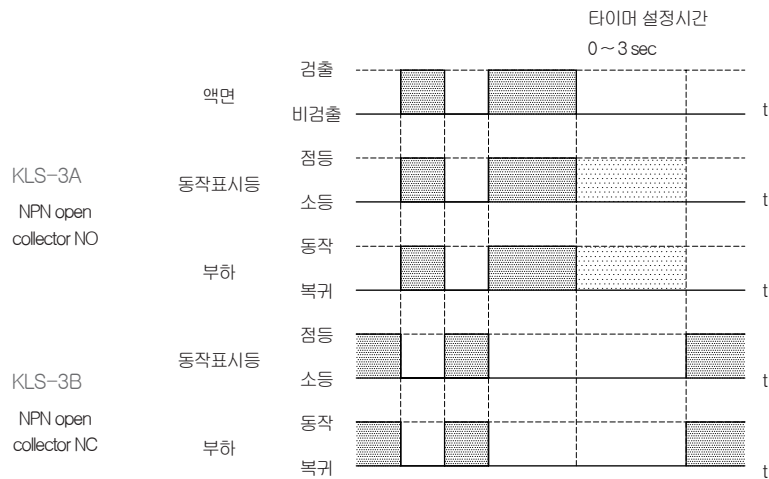 타이머 설정시간
0~3 sec
검출
액면
비검출
t
점등
KLS-3A
동작표시등
NPN open
소등
t
collector NO
동작
부하
복귀
t
점등
동작표시등
KLS-3B
소등
t
NPN open
동작
collector NC
부하
복귀
t